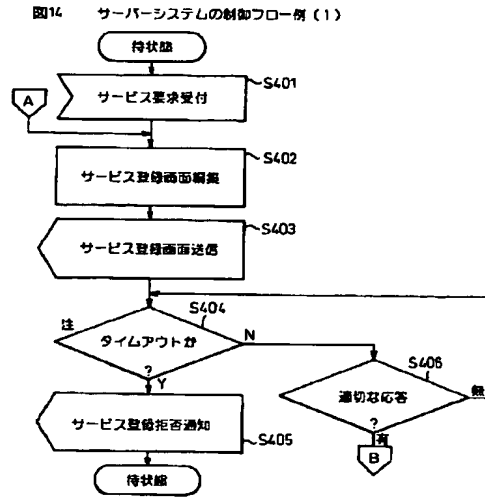 図14 サーバーシステムの制御フロー例(1)
待状態
サービス要求受付
S401
A
サービス登録画面編集
S402
サービス登録画面送信
S403
注
タイムアウトか
?
S404
N
Y
適切な応答
?
S406
無
有
サービス登録拒否通知
S405
B
待状態